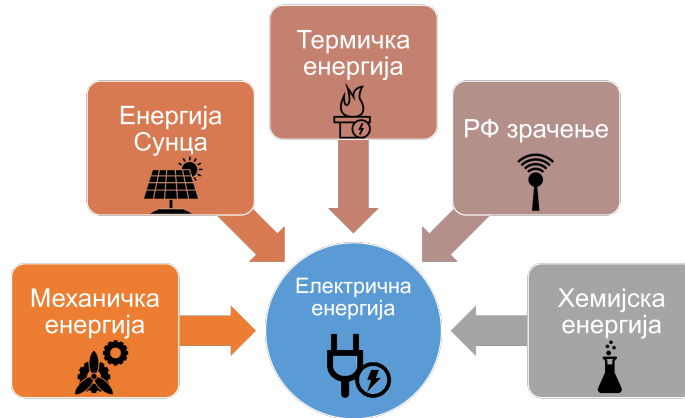 Термичка
енергија
Енергија
Сунца
РФ зрачење
Електрична
енергија
Механичка
енергија
Хемијска
енергија